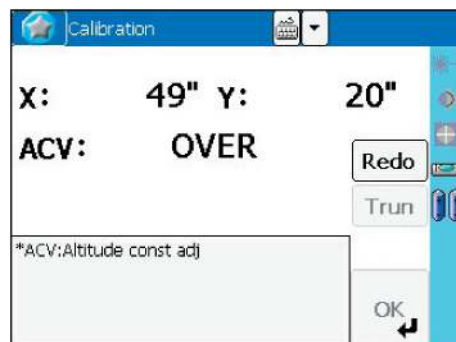 Calibration
X: 49" Y: 20"
ACV: OVER
Redo
Trun
*ACV:Altitude const adj
OK